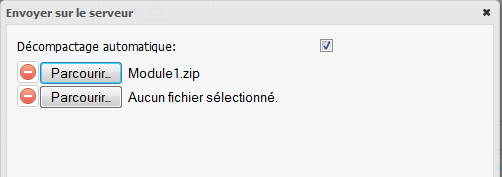 Envoyer sur le serveur
Décompactage automatique:
Parcourir... Module1.zip
Parcourir... Aucun fichier sélectionné.